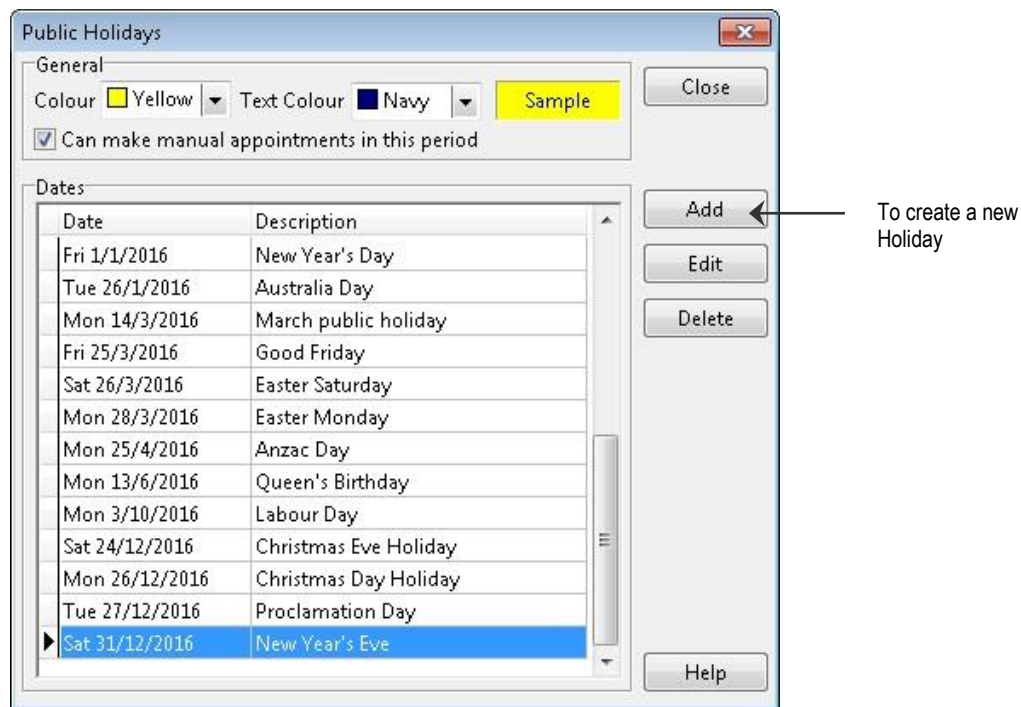 Public Holidays
General
Colour Yellow Text Colour Navy Sample
Close
Can make manual appointments in this period
Dates
Add
To create a new
Holiday
Edit
Delete
Date Description
Fri 1/1/2016 New Year's Day
Tue 26/1/2016 Australia Day
Mon 14/3/2016 March public holiday
Fri 25/3/2016 Good Friday
Sat 26/3/2016 Easter Saturday
Mon 28/3/2016 Easter Monday
Mon 25/4/2016 Anzac Day
Mon 13/6/2016 Queen's Birthday
Mon 3/10/2016 Labour Day
Sat 24/12/2016 Christmas Eve Holiday
Mon 26/12/2016 Christmas Day Holiday
Tue 27/12/2016 Proclamation Day
Sat 31/12/2016 New Year's Eve
Help